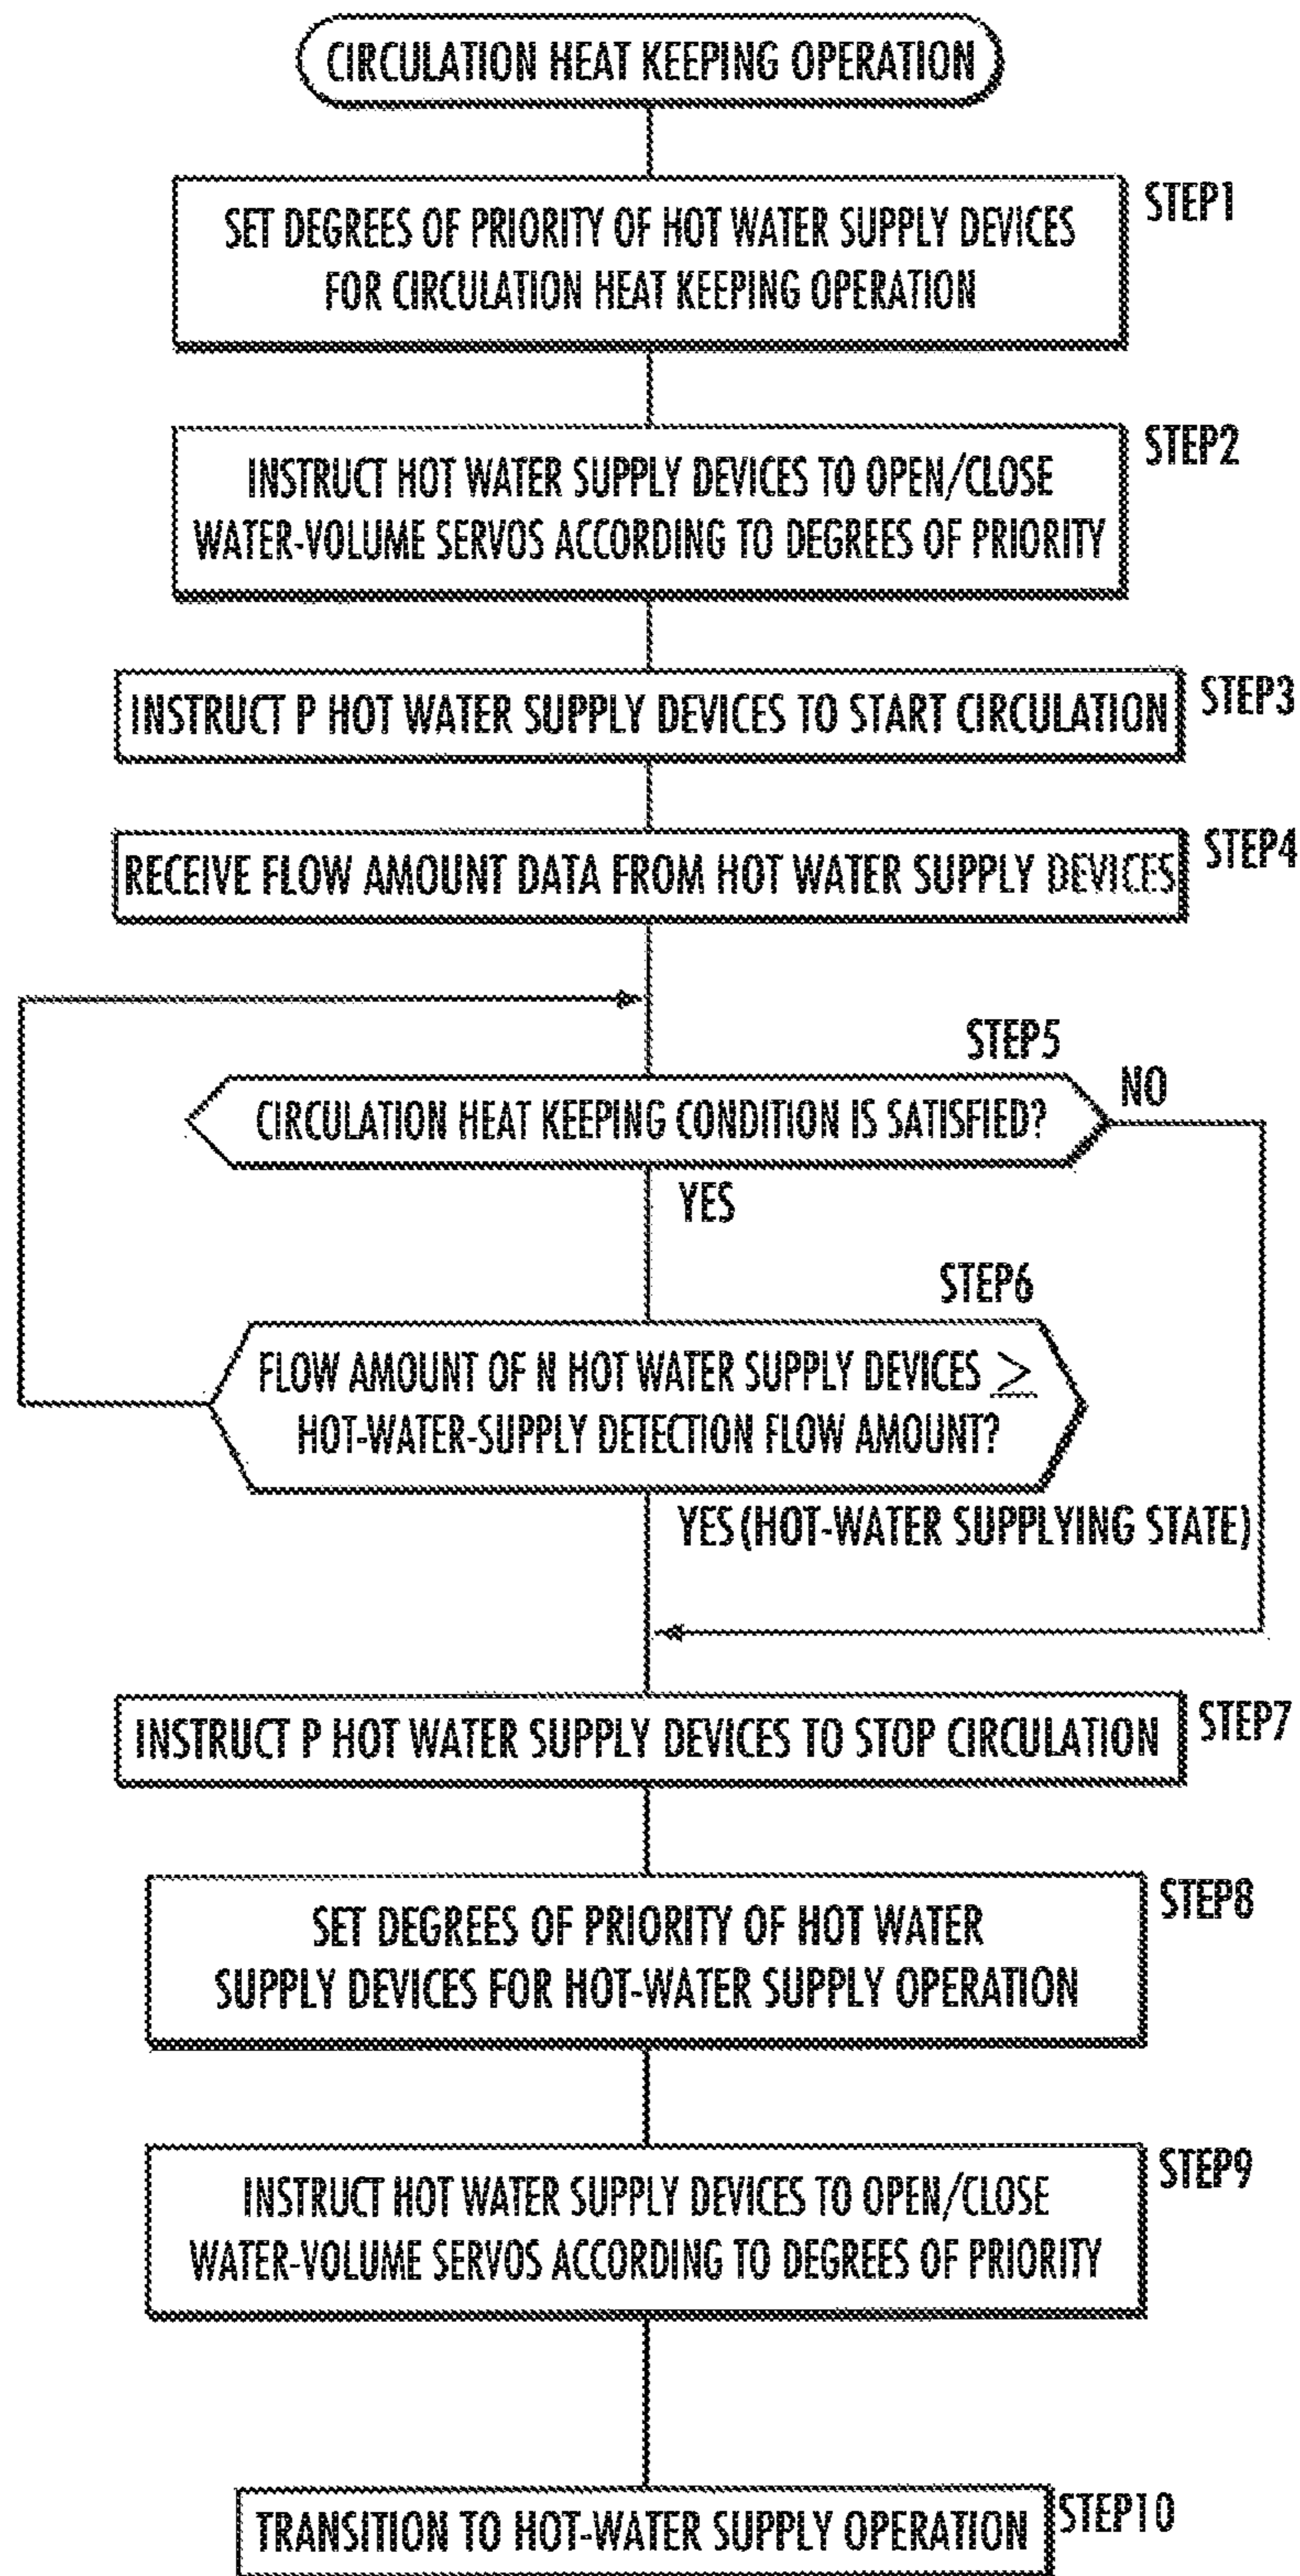 CIRCULATION HEAT KEEPING OPERATION
STEP1
SET DEGREES OF PRIORITY OF HOT WATER SUPPLY DEVICES
FOR CIRCULATION HEAT KEEPING OPERATION
STEP2
INSTRUCT HOT WATER SUPPLY DEVICES TO OPEN/CLOSE
WATER-VOLUME SERVOS ACCORDING TO DEGREES OF PRIORITY
STEP3
INSTRUCT P HOT WATER SUPPLY DEVICES TO START CIRCULATION
STEP4
RECEIVE FLOW AMOUNT DATA FROM HOT WATER SUPPLY DEVICES
STEP5
CIRCULATION HEAT KEEPING CONDITION IS SATISFIED?
NO
YES
STEP6
FLOW AMOUNT OF N HOT WATER SUPPLY DEVICES ≥
HOT-WATER-SUPPLY DETECTION FLOW AMOUNT?
YES (HOT-WATER SUPPLYING STATE)
STEP7
INSTRUCT P HOT WATER SUPPLY DEVICES TO STOP CIRCULATION
STEP8
SET DEGREES OF PRIORITY OF HOT WATER
SUPPLY DEVICES FOR HOT-WATER SUPPLY OPERATION
STEP9
INSTRUCT HOT WATER SUPPLY DEVICES TO OPEN/CLOSE
WATER-VOLUME SERVOS ACCORDING TO DEGREES OF PRIORITY
STEP10
TRANSITION TO HOT-WATER SUPPLY OPERATION